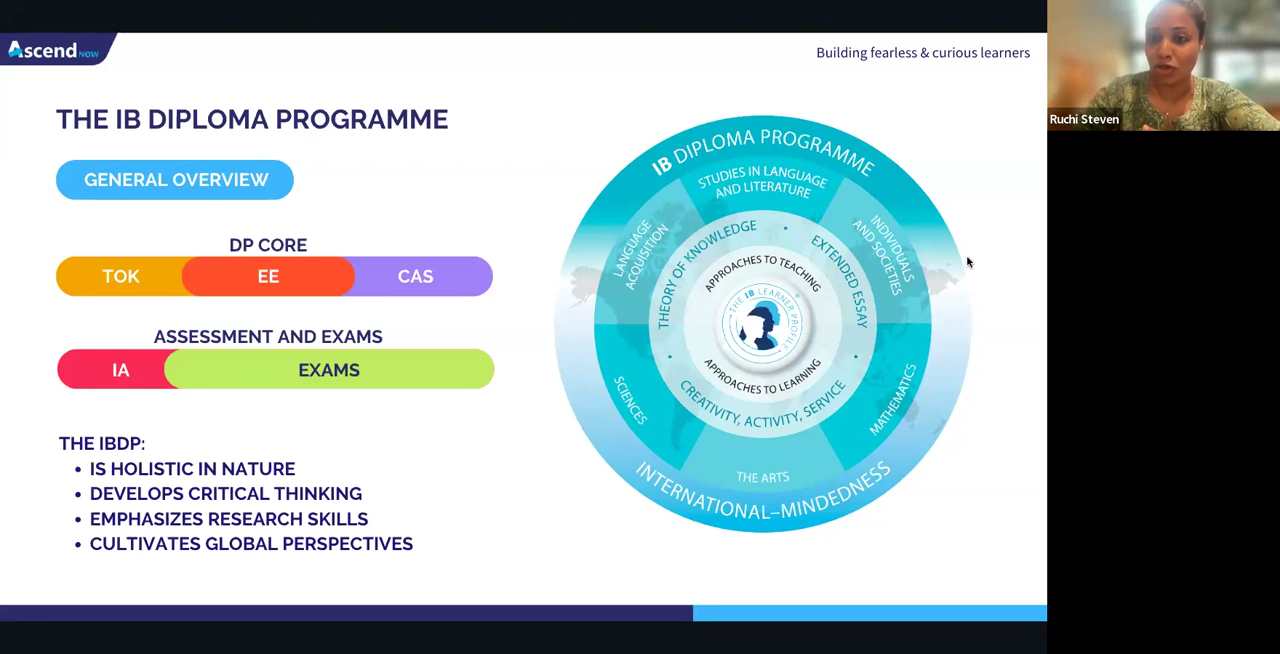 Ascend NOW
Building fearless & curious learners
Ruchi Steven
THE IB DIPLOMA PROGRAMME
GENERAL OVERVIEW
DP CORE
TOK EE CAS
ASSESSMENT AND EXAMS
IA EXAMS
THE IBDP:
• IS HOLISTIC IN NATURE
• DEVELOPS CRITICAL THINKING
• EMPHASIZES RESEARCH SKILLS
• CULTIVATES GLOBAL PERSPECTIVES
IB DIPLOMA PROGRAMME
STUDIES IN LANGUAGE
AND LITERATURE
LANGUAGE
ACQUISITION
INDIVIDUALS
AND SOCIETIES
THEORY OF KNOWLEDGE
EXTENDED ESSAY
APPROACHES TO TEACHING
THE IB LEARNER PROFILE
APPROACHES TO LEARNING
CREATIVITY, ACTIVITY, SERVICE
SCIENCES
MATHEMATICS
THE ARTS
INTERNATIONAL–MINDEDNESS